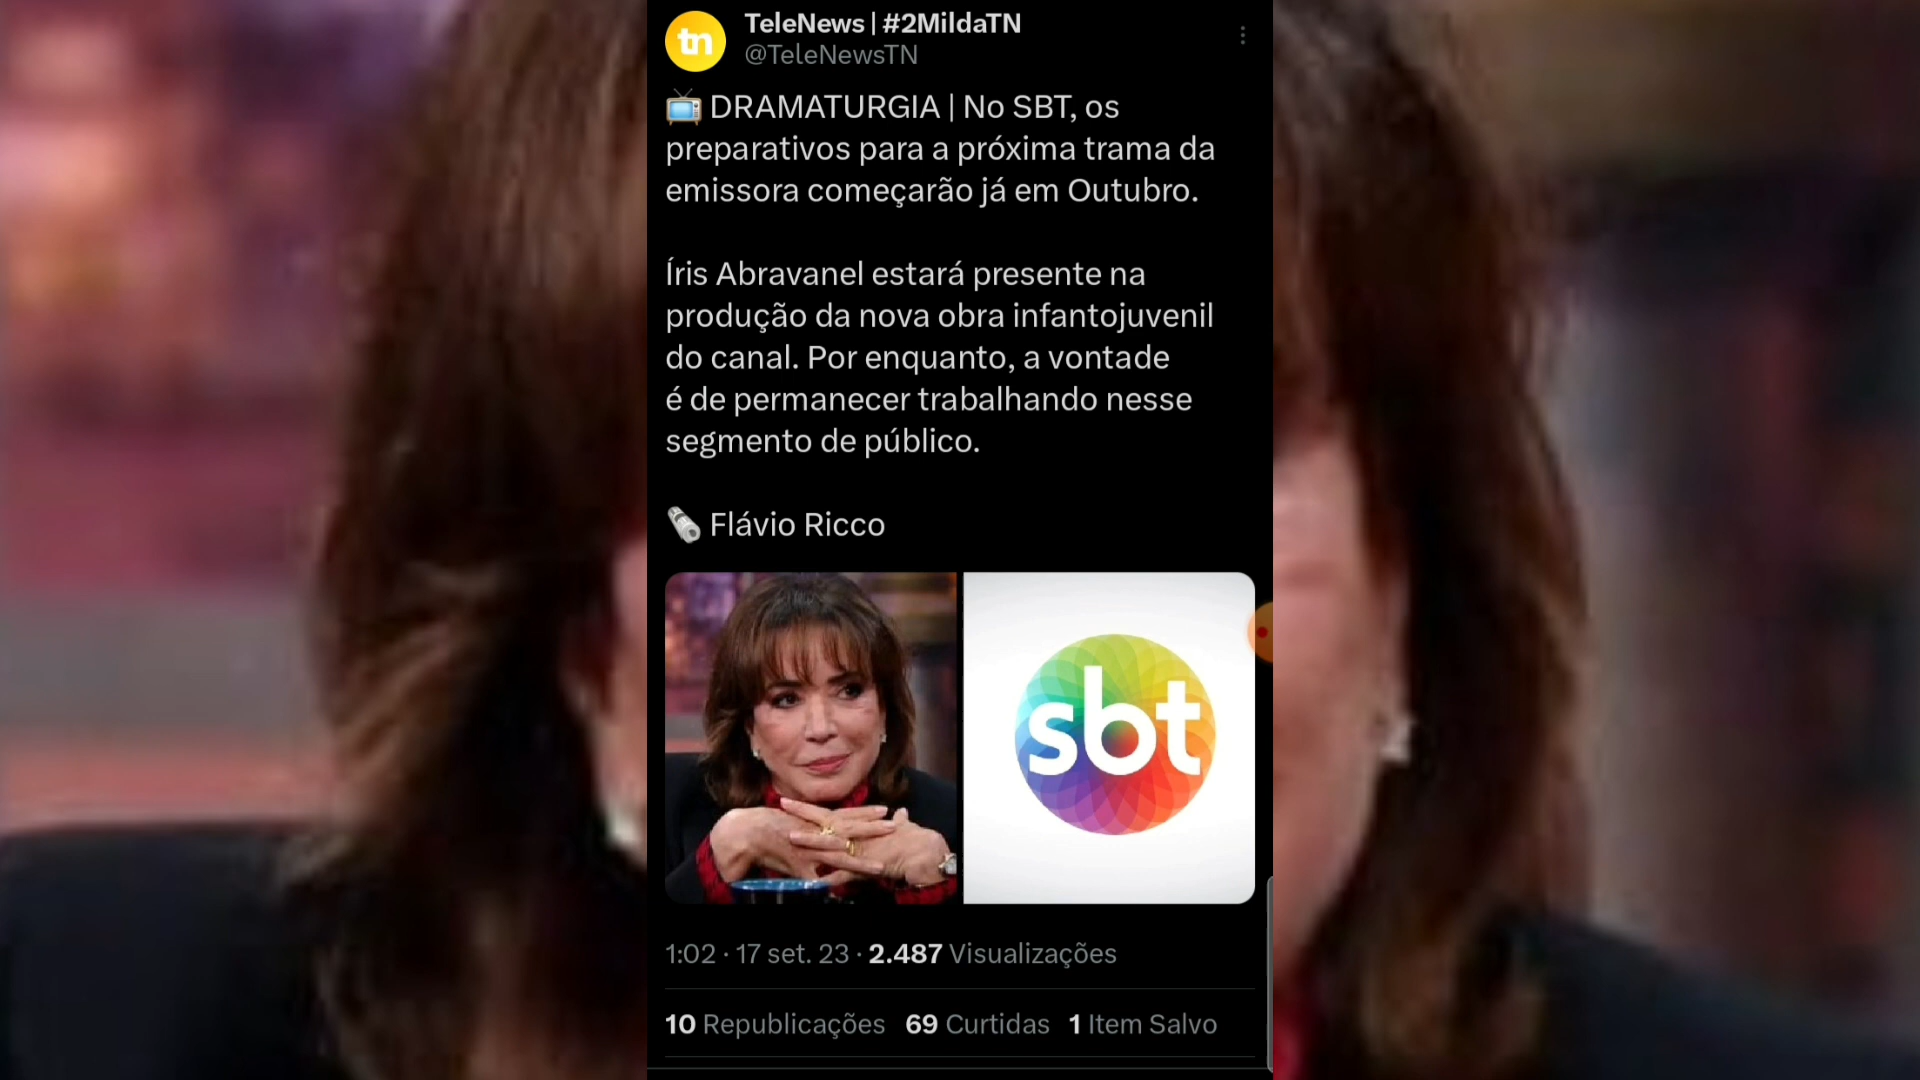 tn
TeleNews | #2MildaTN
@TeleNewsTN
DRAMATURGIA | No SBT, os
preparativos para a próxima trama da
emissora começarão já em Outubro.
Íris Abravanel estará presente na
produção da nova obra infantojuvenil
do canal. Por enquanto, a vontade
é de permanecer trabalhando nesse
segmento de público.
Flávio Ricco
sbt
1:02 · 17 set. 23 · 2.487 Visualizações
10 Republicações 69 Curtidas 1 Item Salvo